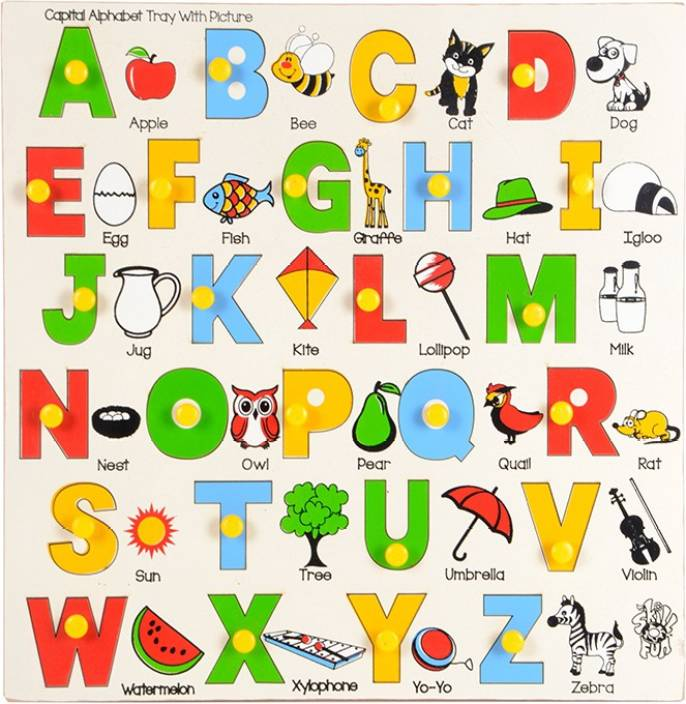 Capital Alphabet Tray With Picture
A B C D
Apple Bee Cat Dog
E F G H I
Egg Fish Giraffe Hat Igloo
J K L M
Jug Kite Lollipop Milk
N O P Q R
Nest Owl Pear Quail Rat
S T U V
Sun Tree Umbrella Violin
W X Y Z
Watermelon Xylophone Yo-Yo Zebra